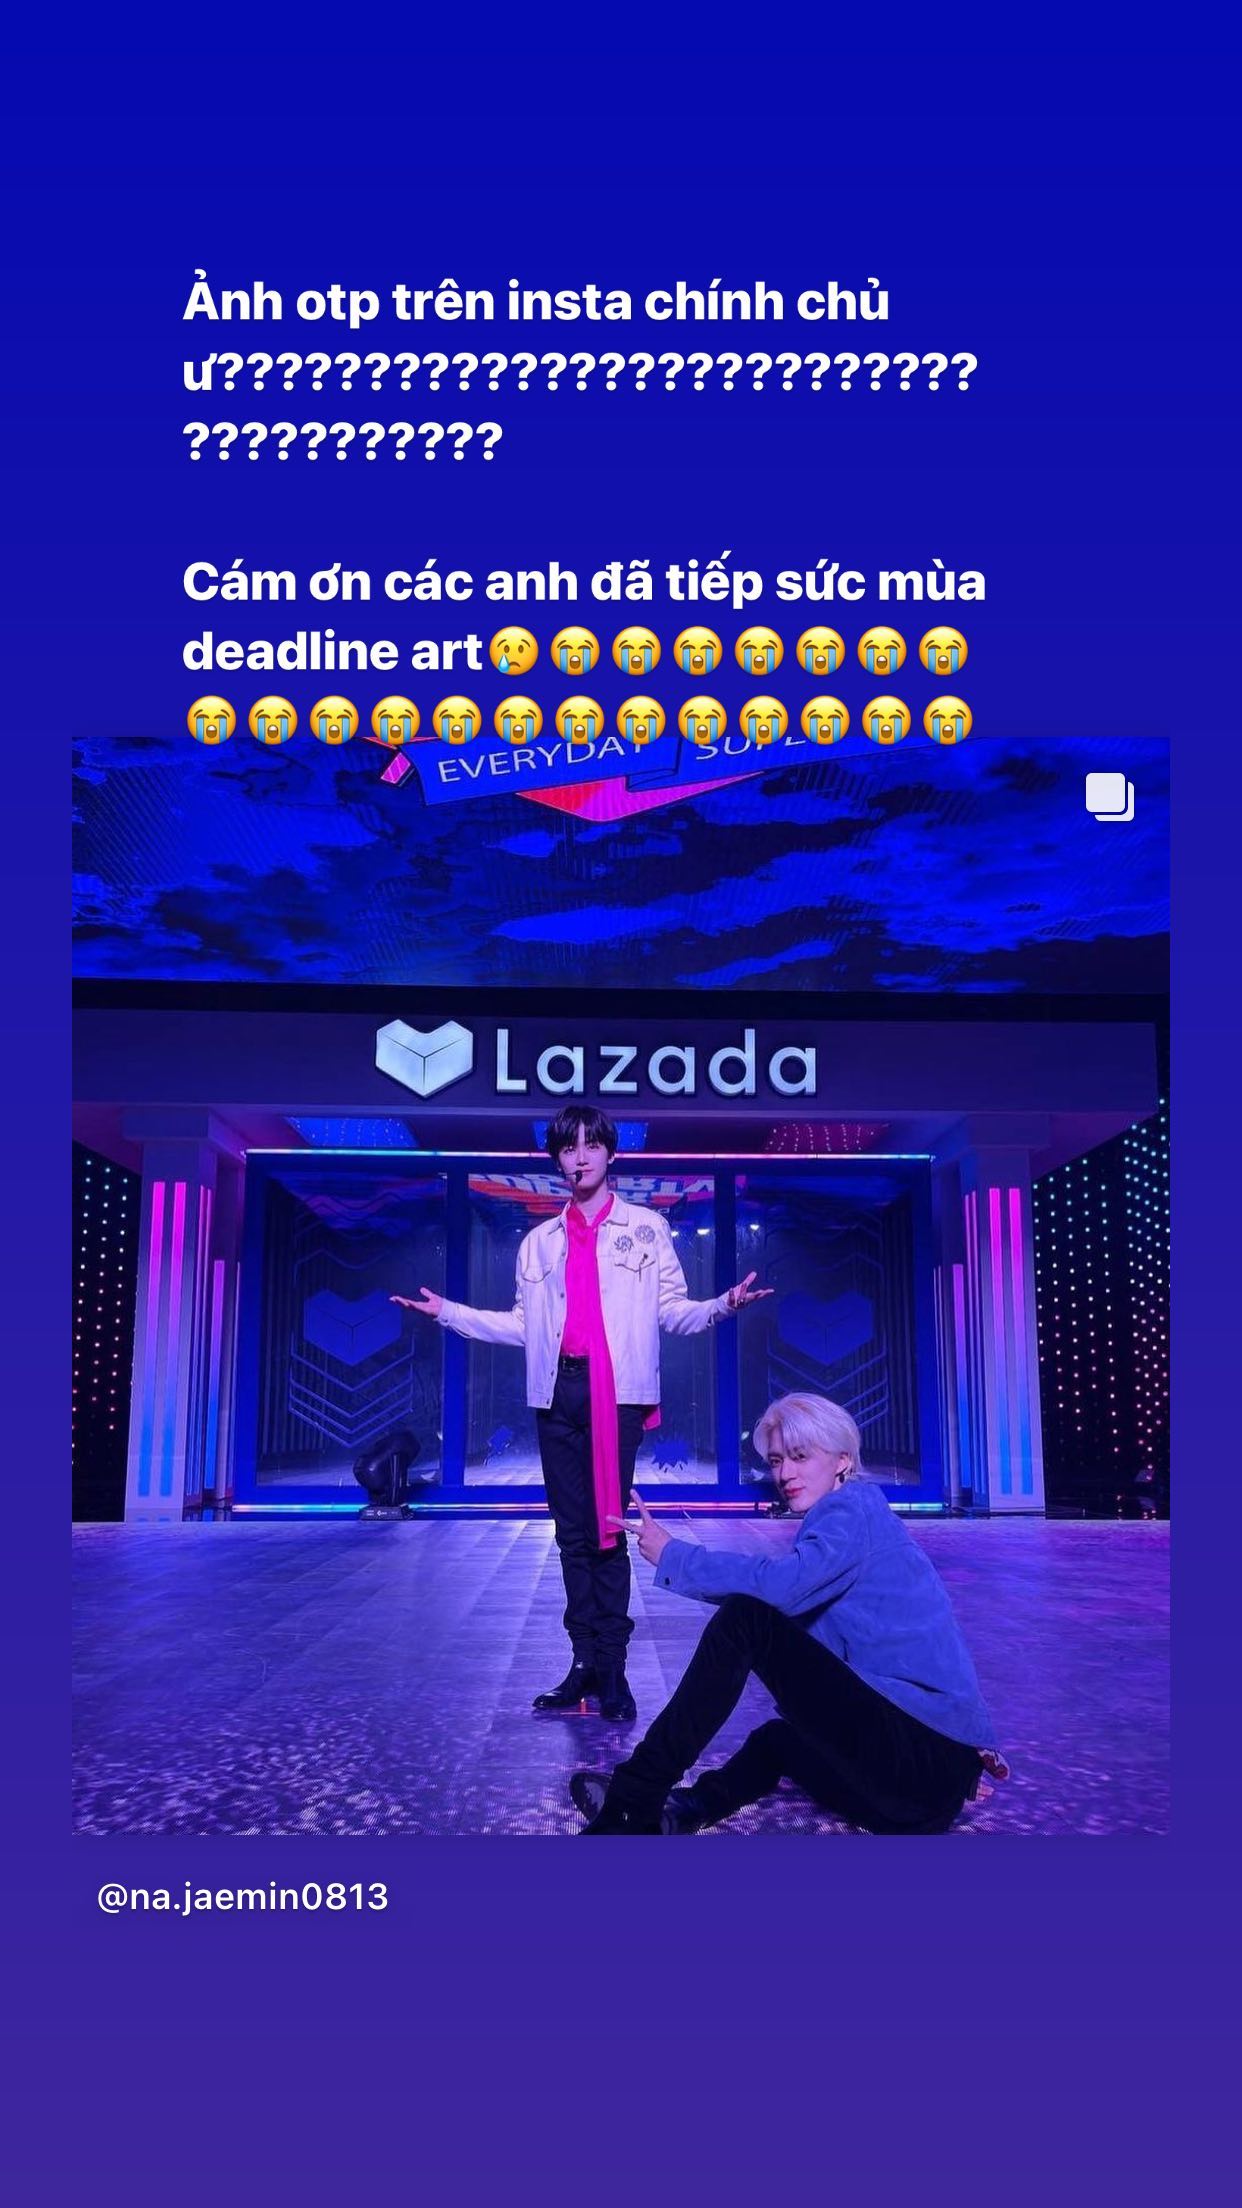 Ảnh otp trên insta chính chủ
ư??????????????????????????
???????????
Cám ơn các anh đã tiếp sức mùa
deadline art😢😭😭😭😭😭😭😭
😭😭😭😭😭😭😭😭😭😭😭😭😭
EVERYDAY
Lazada
@na.jaemin0813